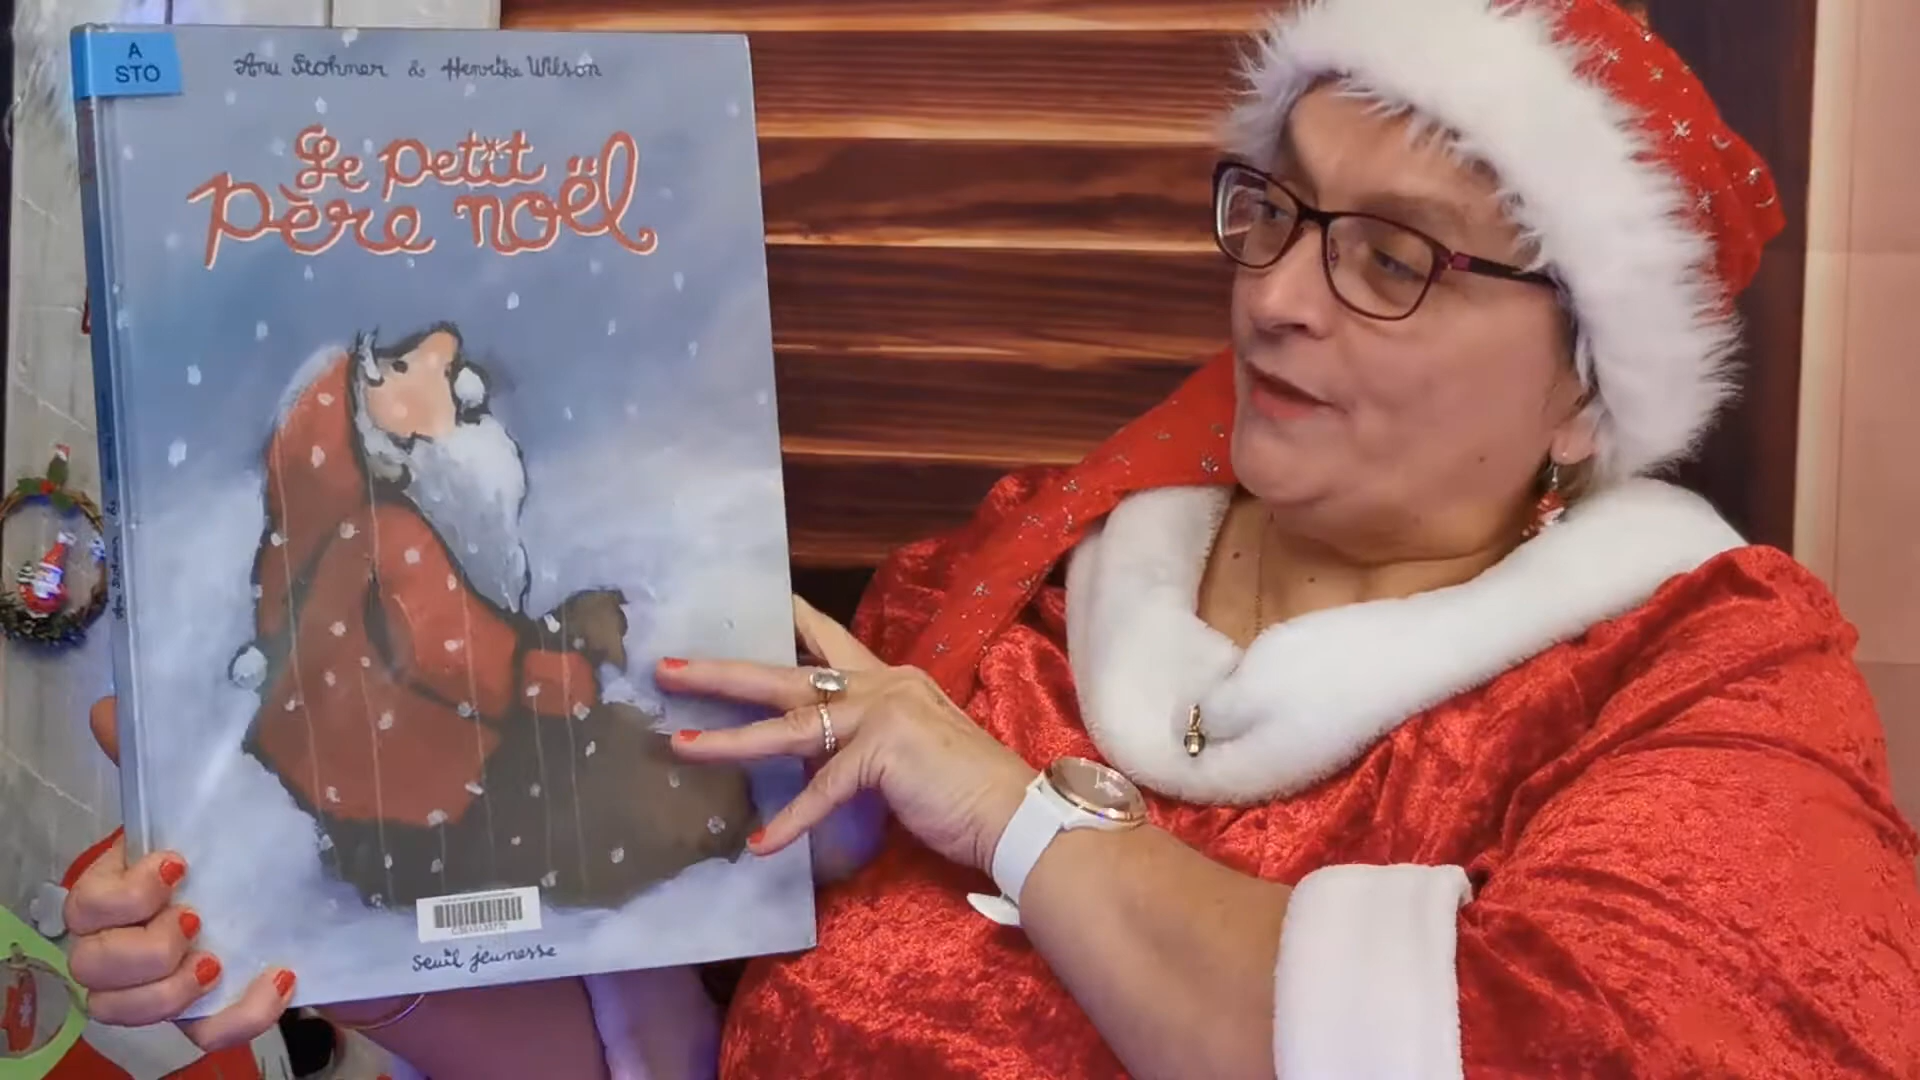 A
STO
Anu Stohner & Henrike Wilson
Le petit
père noël
seuil jeunesse